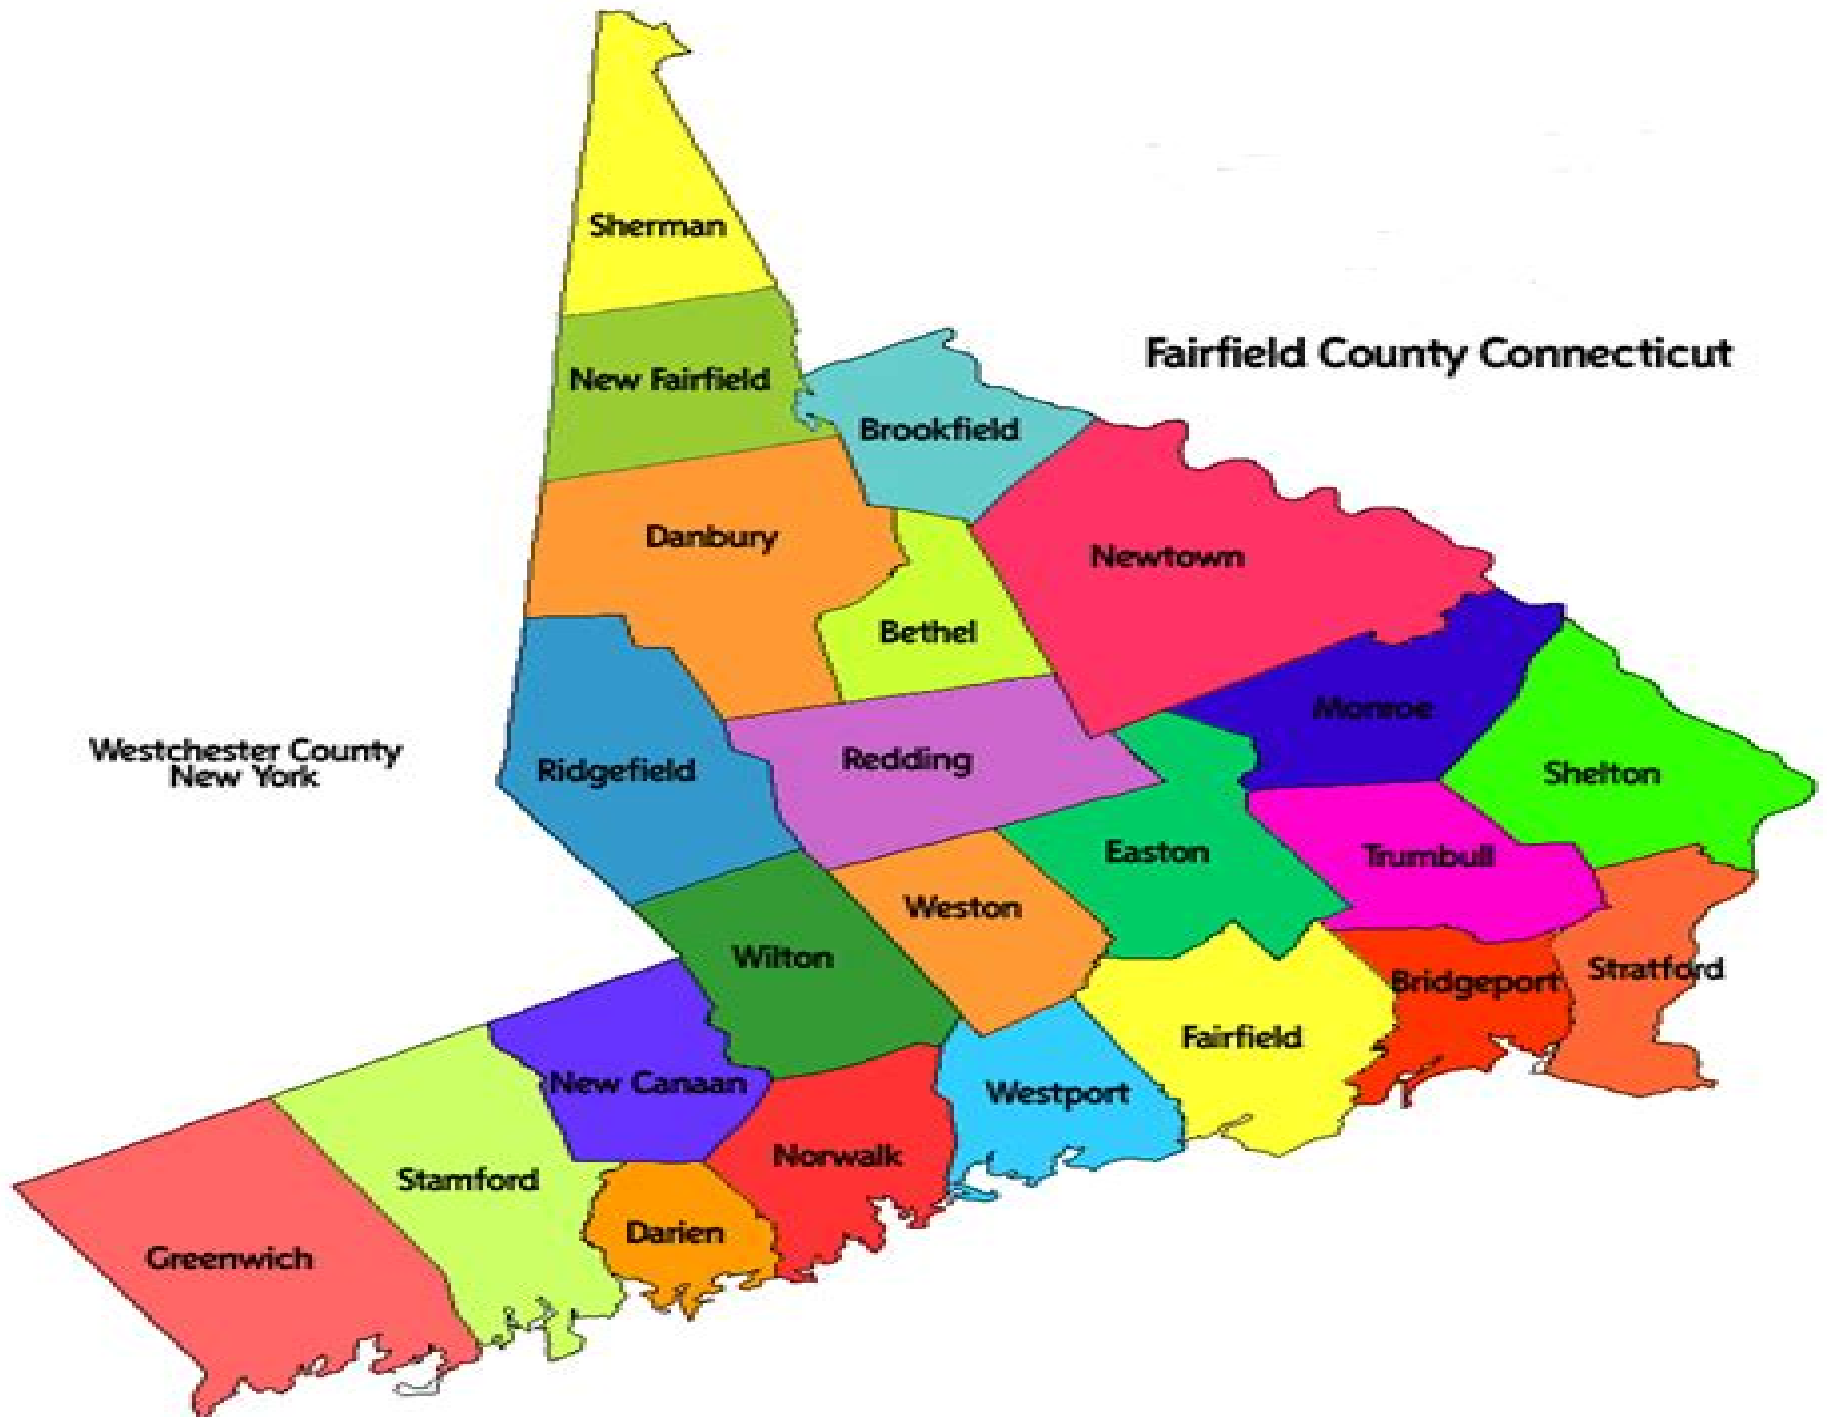 Sherman
Fairfield County Connecticut
New Fairfield
Brookfield
Danbury
Newtown
Bethel
Monroe
Westchester County
New York
Ridgefield
Redding
Shelton
Easton
Trumbull
Weston
Wilton
Bridgeport
Stratford
Fairfield
New Canaan
Westport
Norwalk
Stamford
Darien
Greenwich